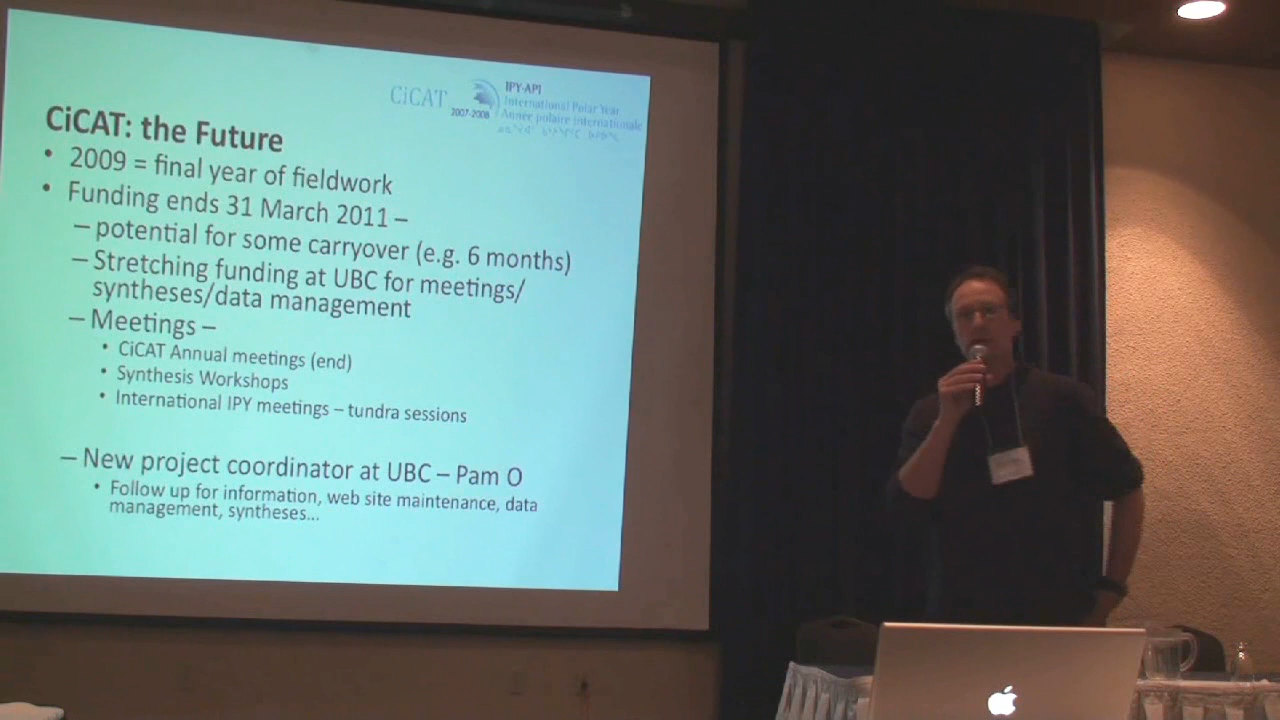 CiCAT
IPY-API
2007-2008
International Polar Year
Année polaire internationale
CiCAT: the Future
• 2009 = final year of fieldwork
• Funding ends 31 March 2011 –
– potential for some carryover (e.g. 6 months)
– Stretching funding at UBC for meetings/
syntheses/data management
– Meetings –
• CiCAT Annual meetings (end)
• Synthesis Workshops
• International IPY meetings – tundra sessions
– New project coordinator at UBC – Pam O
• Follow up for information, web site maintenance, data
management, syntheses...